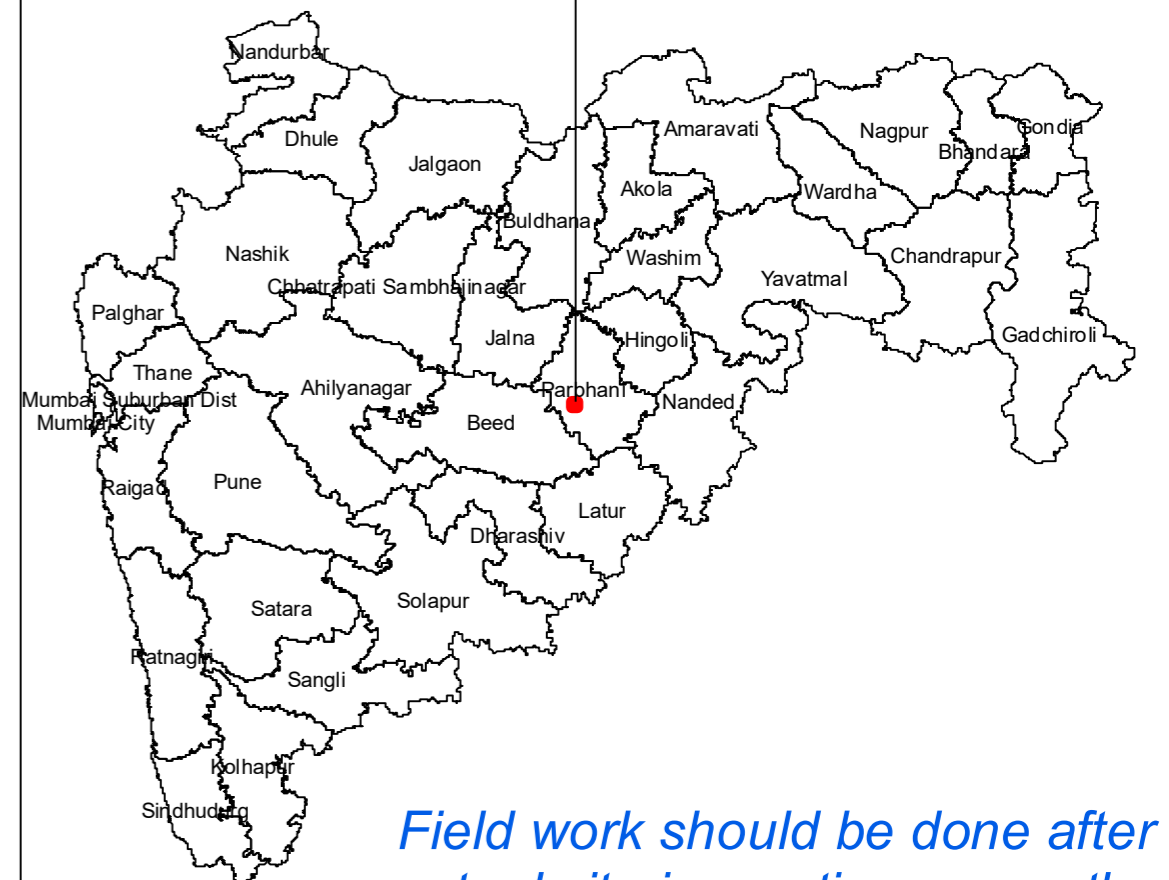 Nandurbar
Dhule
Jalgaon
Amaravati
Nagpur
Gondia
Bhandara
Akola
Wardha
Buldhana
Nashik
Washim
Chandrapur
Yavatmal
Chhatrapati Sambhajinagar
Palghar
Jalna
Hingoli
Gadchiroli
Thane
Ahilyanagar
Parbhani
Mumbai Suburban Dist
Nanded
Mumbai City
Beed
Raigad
Pune
Latur
Dharashiv
Satara
Solapur
Ratnagiri
Sangli
Kolhapur
Sindhudurg
Field work should be done after